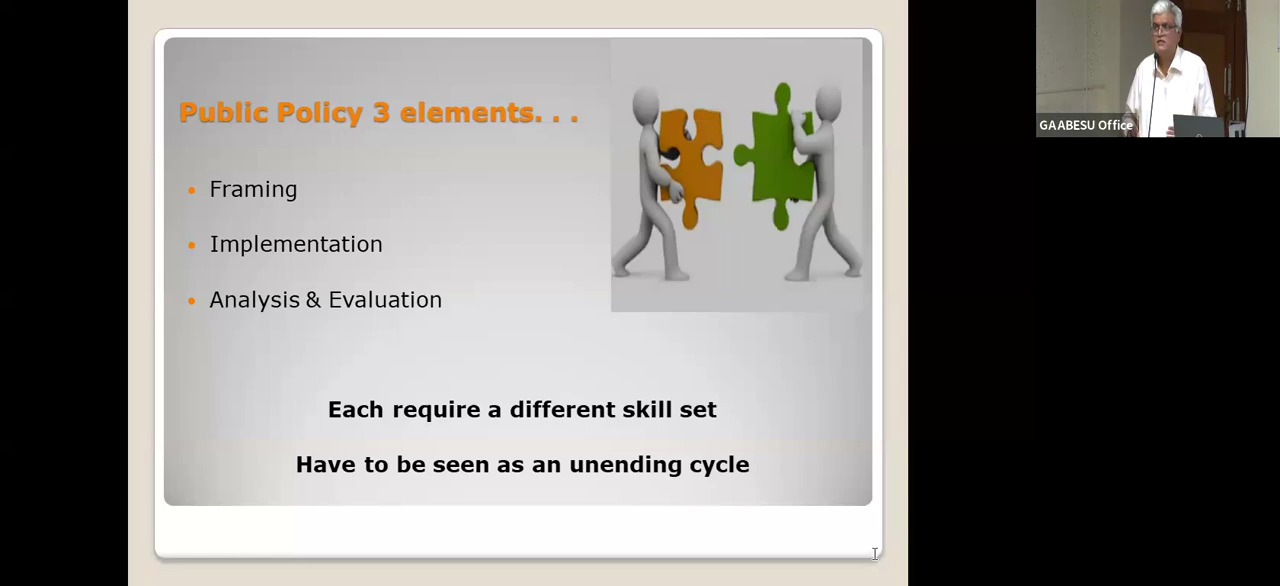 Public Policy 3 elements. . .
Framing
Implementation
Analysis & Evaluation
Each require a different skill set
Have to be seen as an unending cycle
GAABESU Office